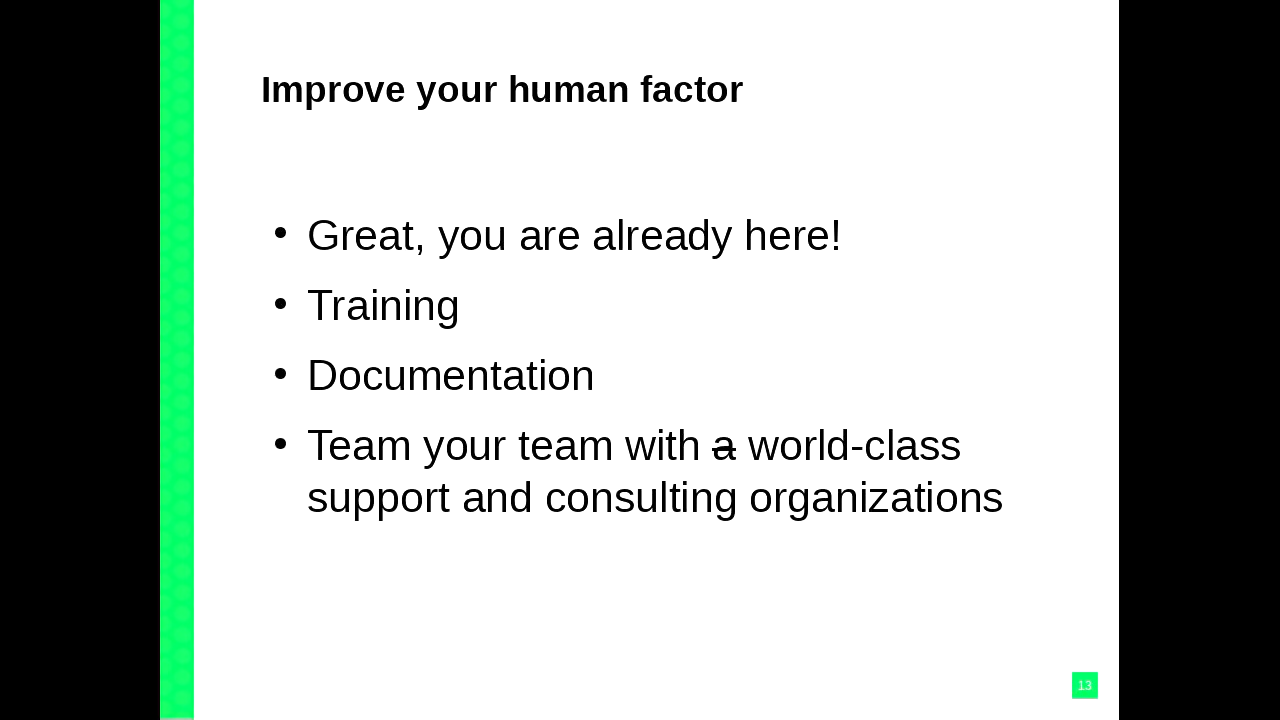 Improve your human factor
• Great, you are already here!
• Training
• Documentation
• Team your team with a world-class
support and consulting organizations
13